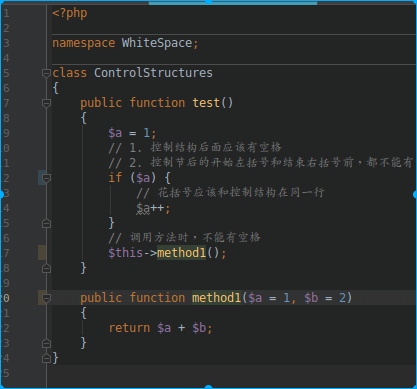 1 <?php
2
3 namespace WhiteSpace;
4
5 class ControlStructures
6 {
7     public function test()
8     {
9         $a = 1;
0         // 1. 控制结构后面应该有空格
1         // 2. 控制节后的开始左括号和结束右括号前，都不能有
2         if ($a) {
3             // 花括号应该和控制结构在同一行
4             $a++;
5         }
6         // 调用方法时，不能有空格
7         $this->method1();
8     }
9
20     public function method1($a = 1, $b = 2)
1     {
2         return $a + $b;
3     }
4 }
5